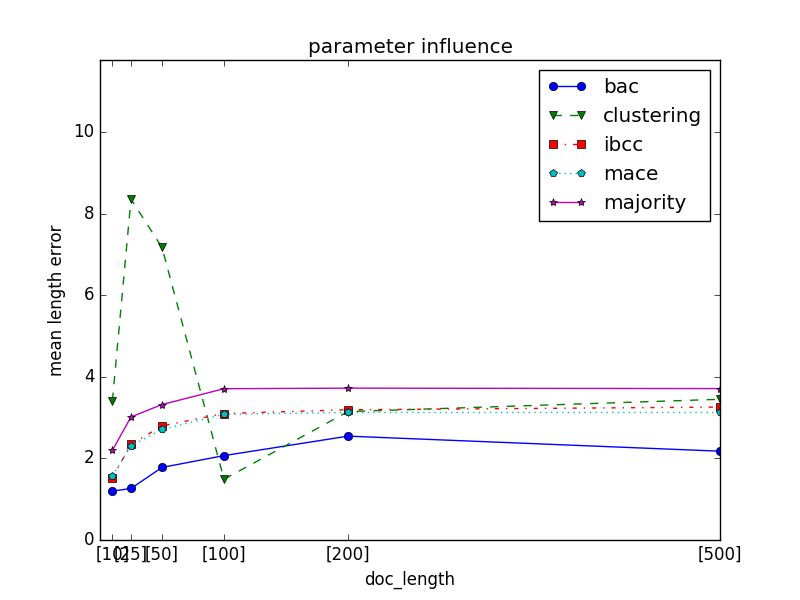 parameter influence
bac
clustering
ibcc
mace
majority
mean length error
10
8
6
4
2
0
[10] [25] [50] [100] [200] [500]
doc_length